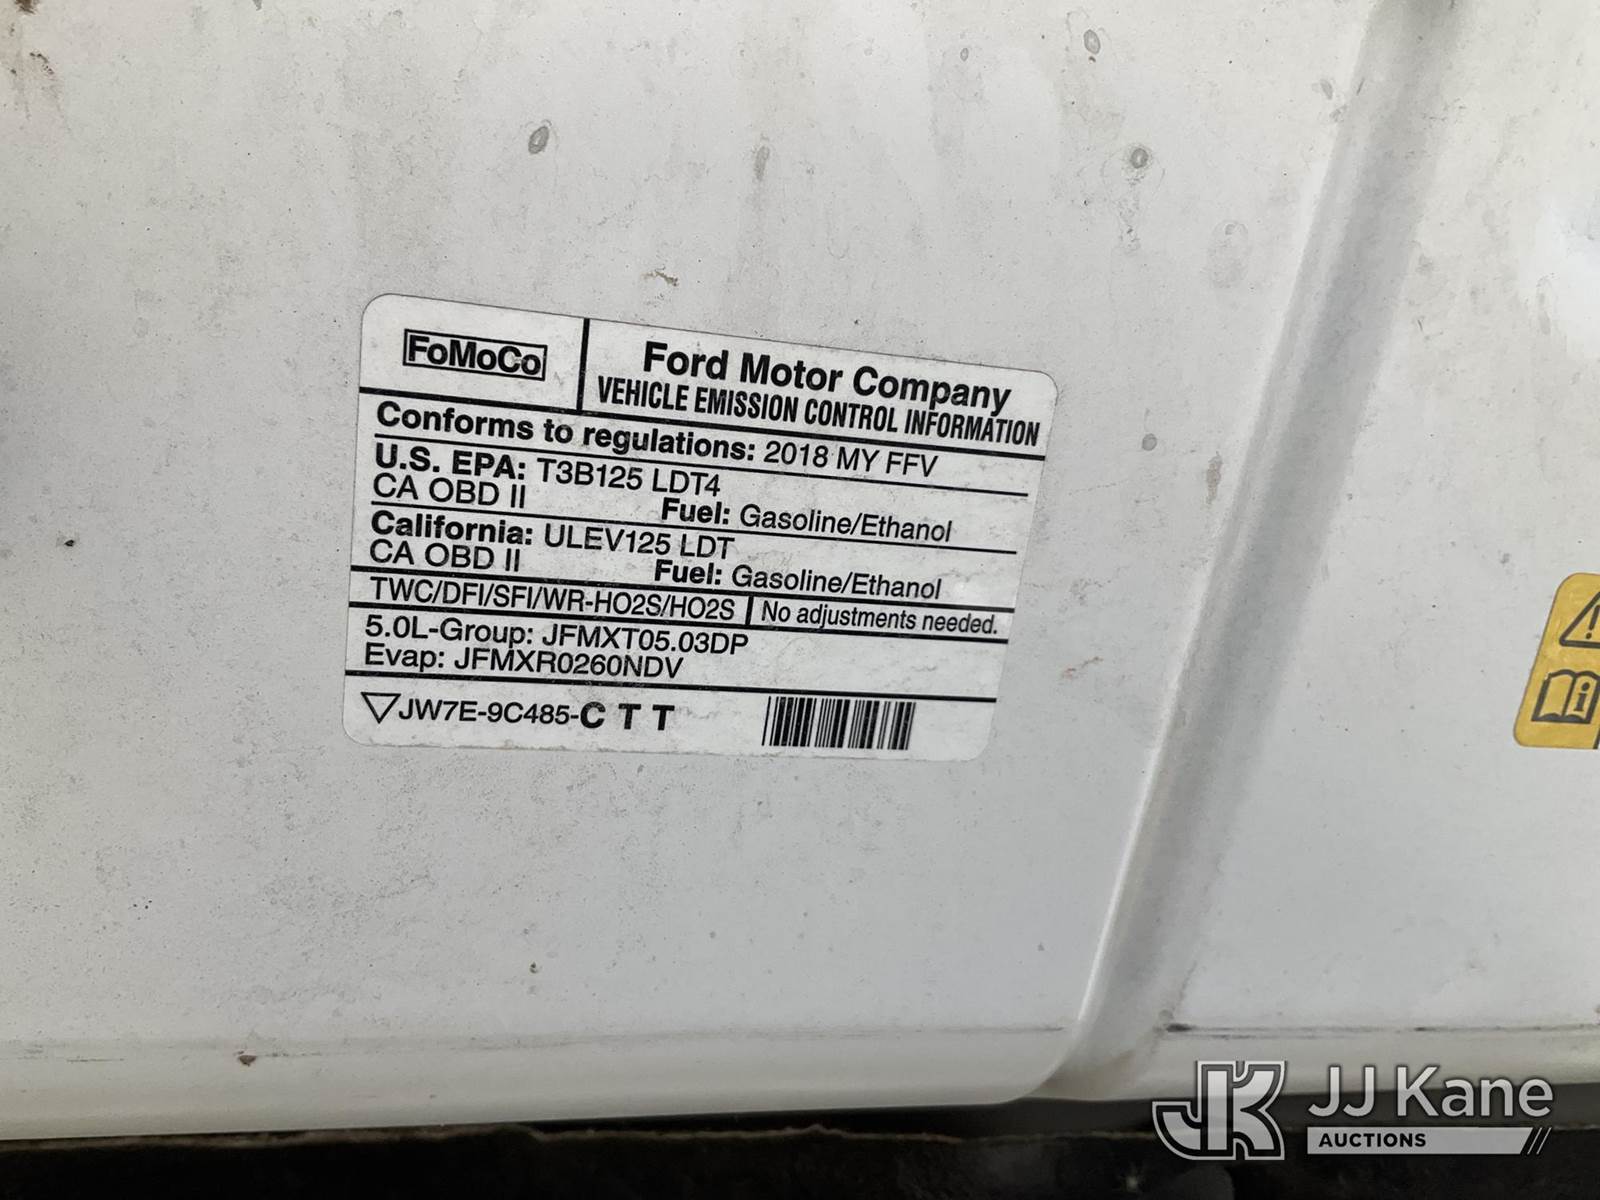 FoMoCo
Ford Motor Company
VEHICLE EMISSION CONTROL INFORMATION
Conforms to regulations: 2018 MY FFV
U.S. EPA: T3B125 LDT4
CA OBD II Fuel: Gasoline/Ethanol
California: ULEV125 LDT
CA OBD II Fuel: Gasoline/Ethanol
TWC/DFI/SFI/WR-HO2S/HO2S No adjustments needed.
5.0L-Group: JFMXT05.03DP
Evap: JFMXR0260NDV
JW7E-9C485-C T T
JK JJ Kane
AUCTIONS